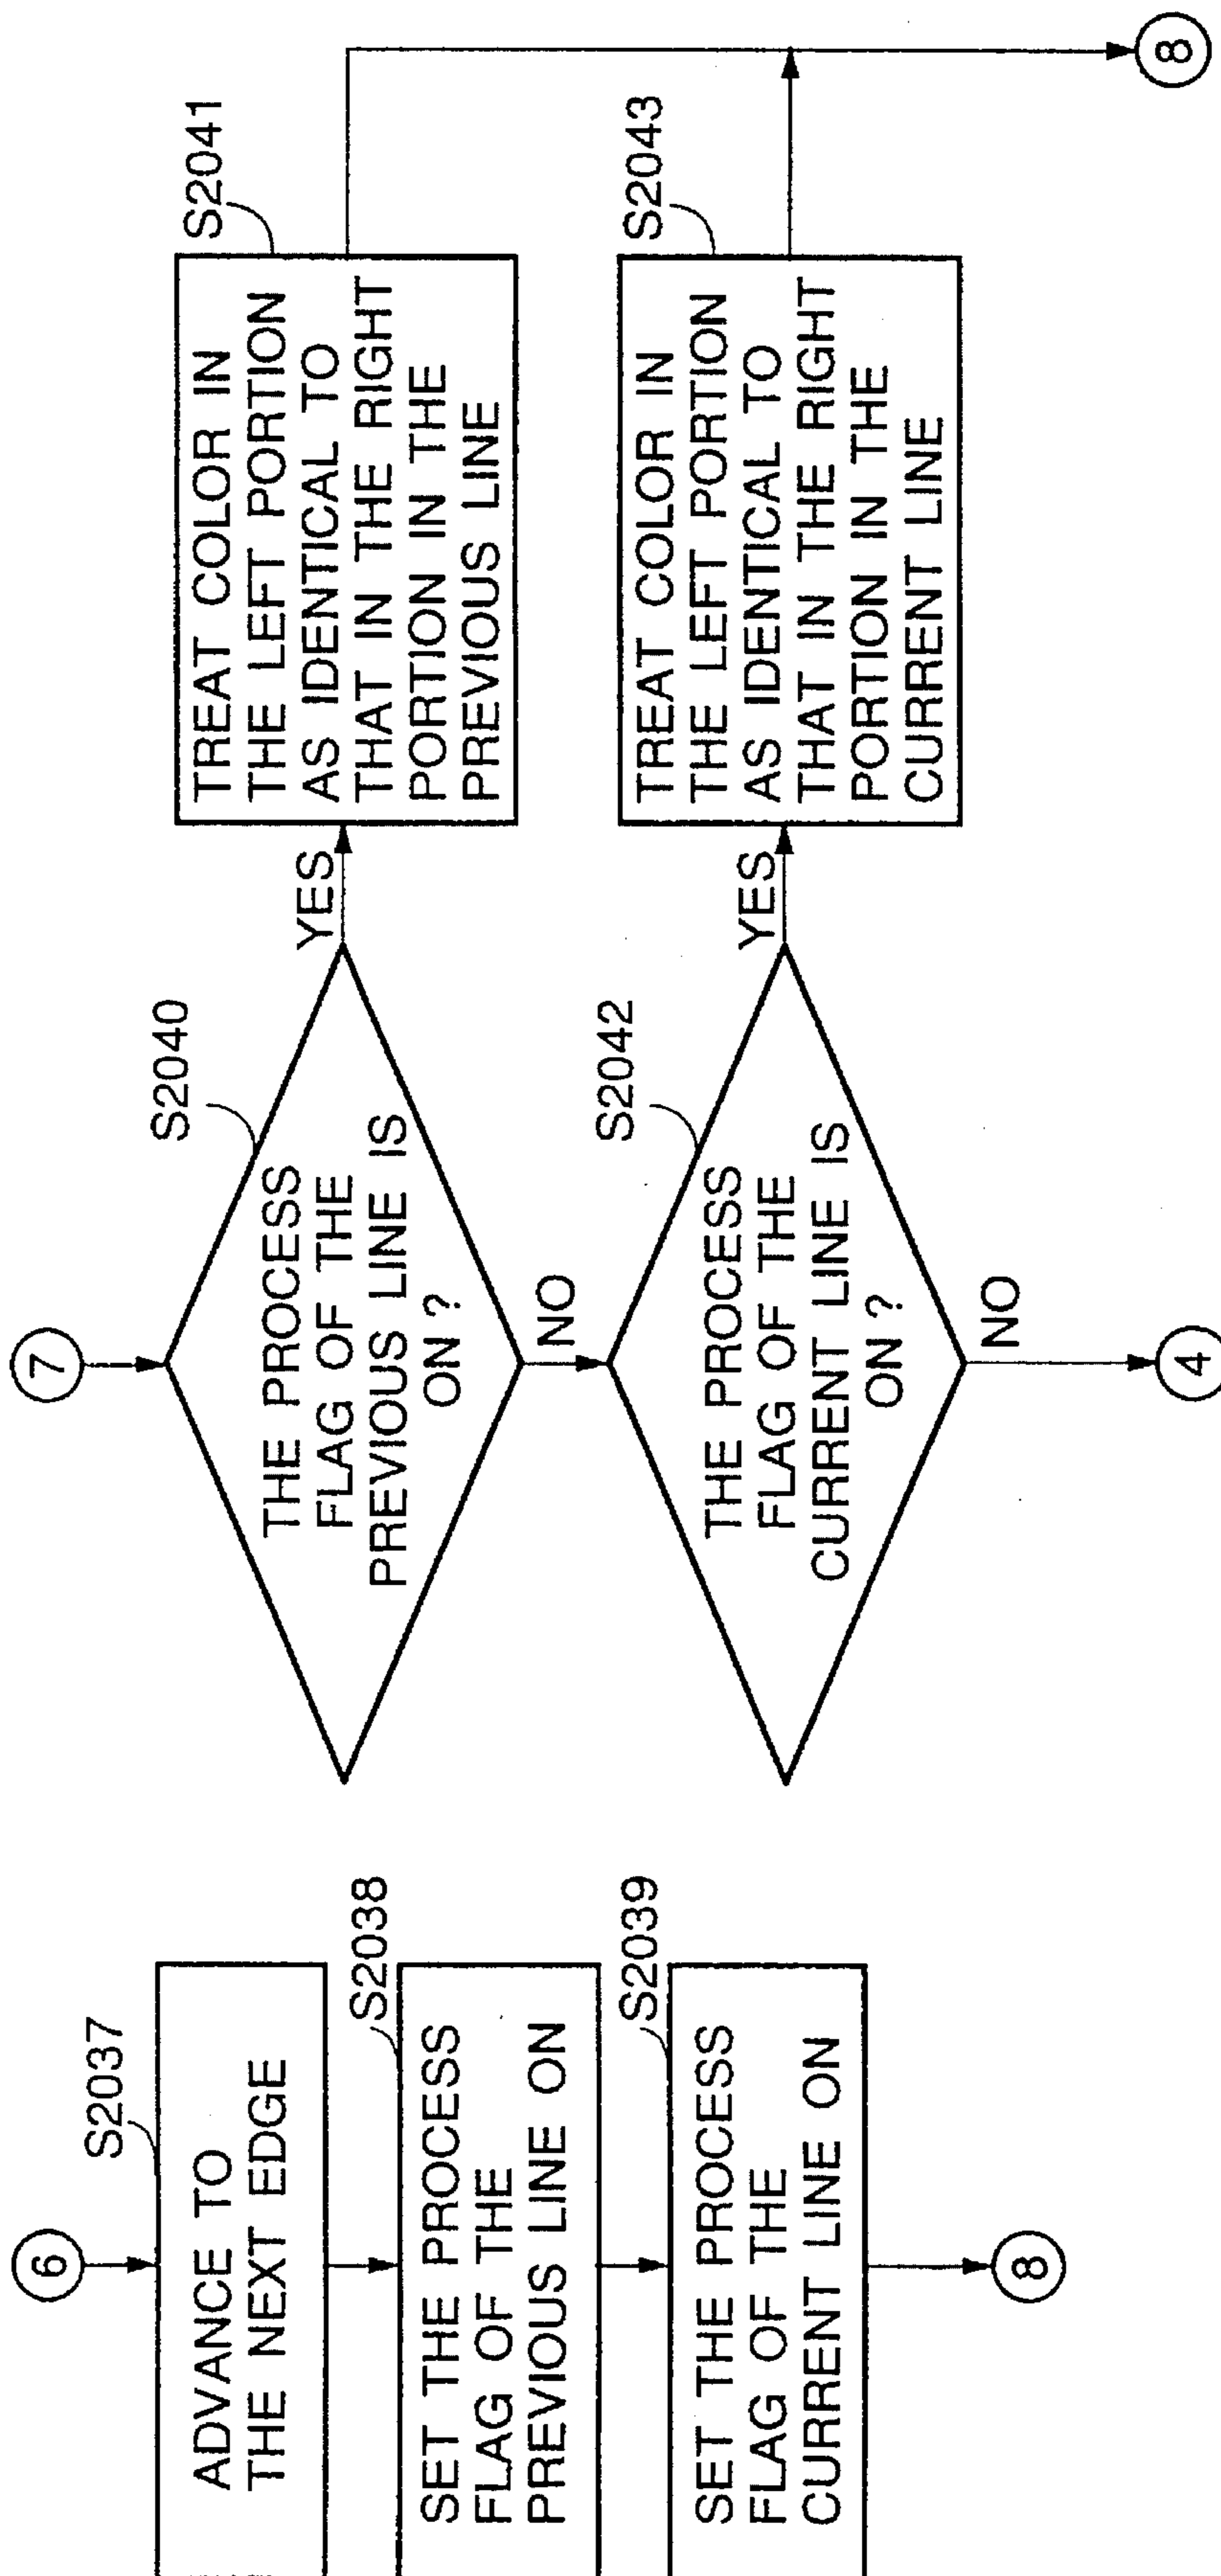 6
S2037
ADVANCE TO
THE NEXT EDGE
S2038
SET THE PROCESS
FLAG OF THE
PREVIOUS LINE ON
S2039
SET THE PROCESS
FLAG OF THE
CURRENT LINE ON
8
7
S2040
THE PROCESS
FLAG OF THE
PREVIOUS LINE IS
ON ?
YES
NO
S2041
TREAT COLOR IN
THE LEFT PORTION
AS IDENTICAL TO
THAT IN THE RIGHT
PORTION IN THE
PREVIOUS LINE
S2042
THE PROCESS
FLAG OF THE
CURRENT LINE IS
ON ?
YES
NO
S2043
TREAT COLOR IN
THE LEFT PORTION
AS IDENTICAL TO
THAT IN THE RIGHT
PORTION IN THE
CURRENT LINE
4
8